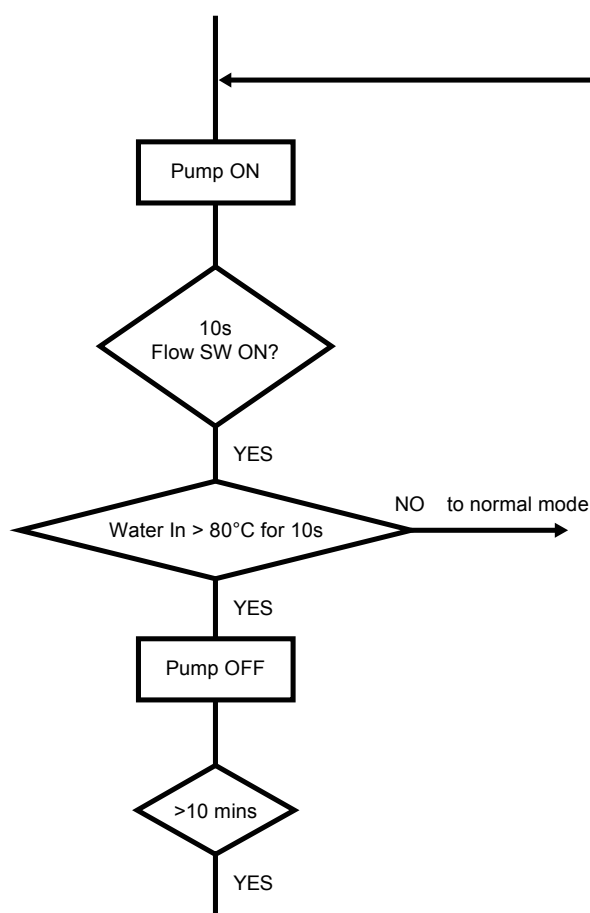 Pump ON
10s
Flow SW ON?
YES
NO to normal mode
Water In > 80°C for 10s
YES
Pump OFF
>10 mins
YES